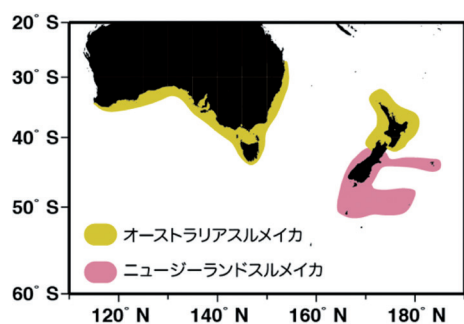 20° S
30° S
40° S
50° S
60° S
オーストラリアスルメイカ
ニュージーランドスルメイカ
120° N
140° N
160° N
180° N